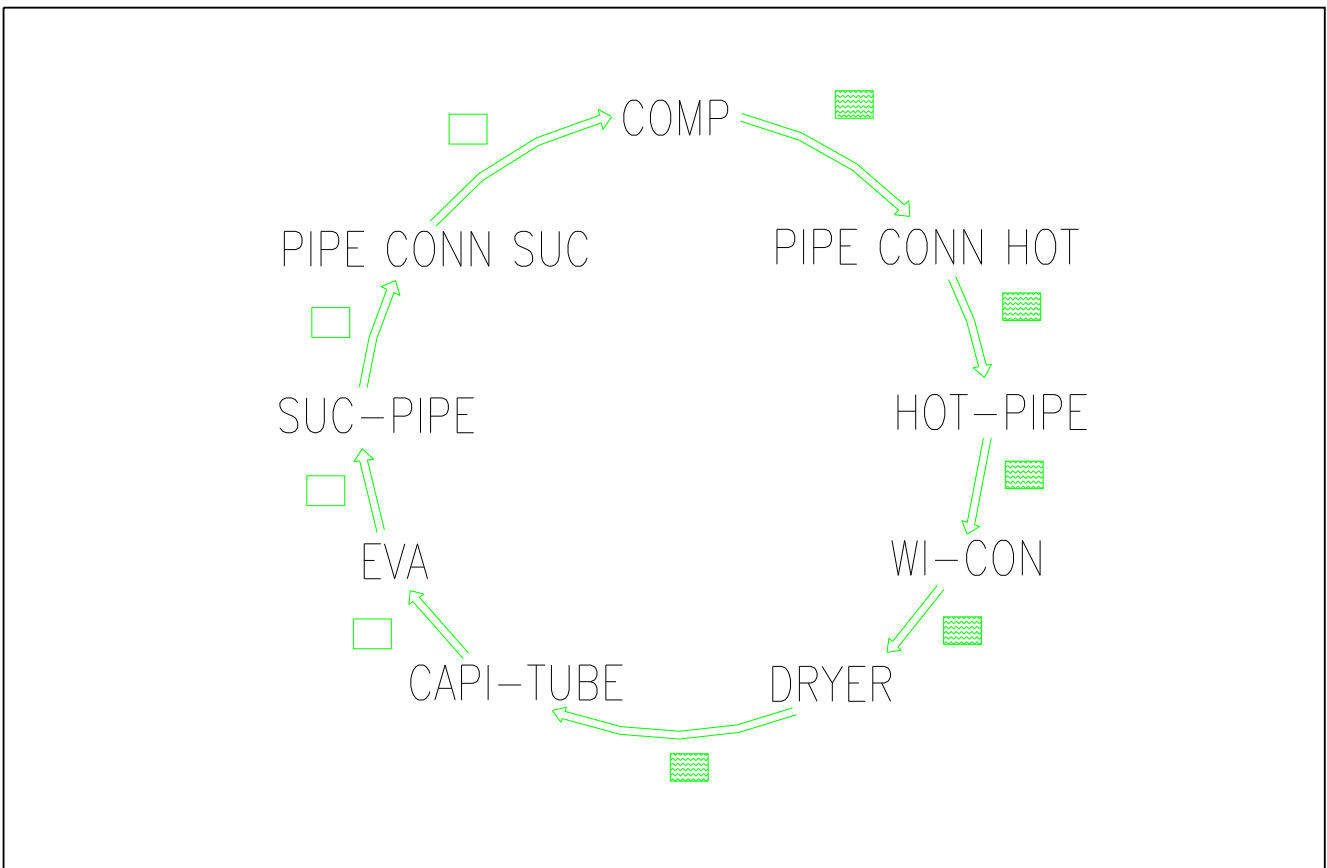 COMP
PIPE CONN SUC
PIPE CONN HOT
SUC-PIPE
HOT-PIPE
EVA
WI-CON
CAPI-TUBE
DRYER